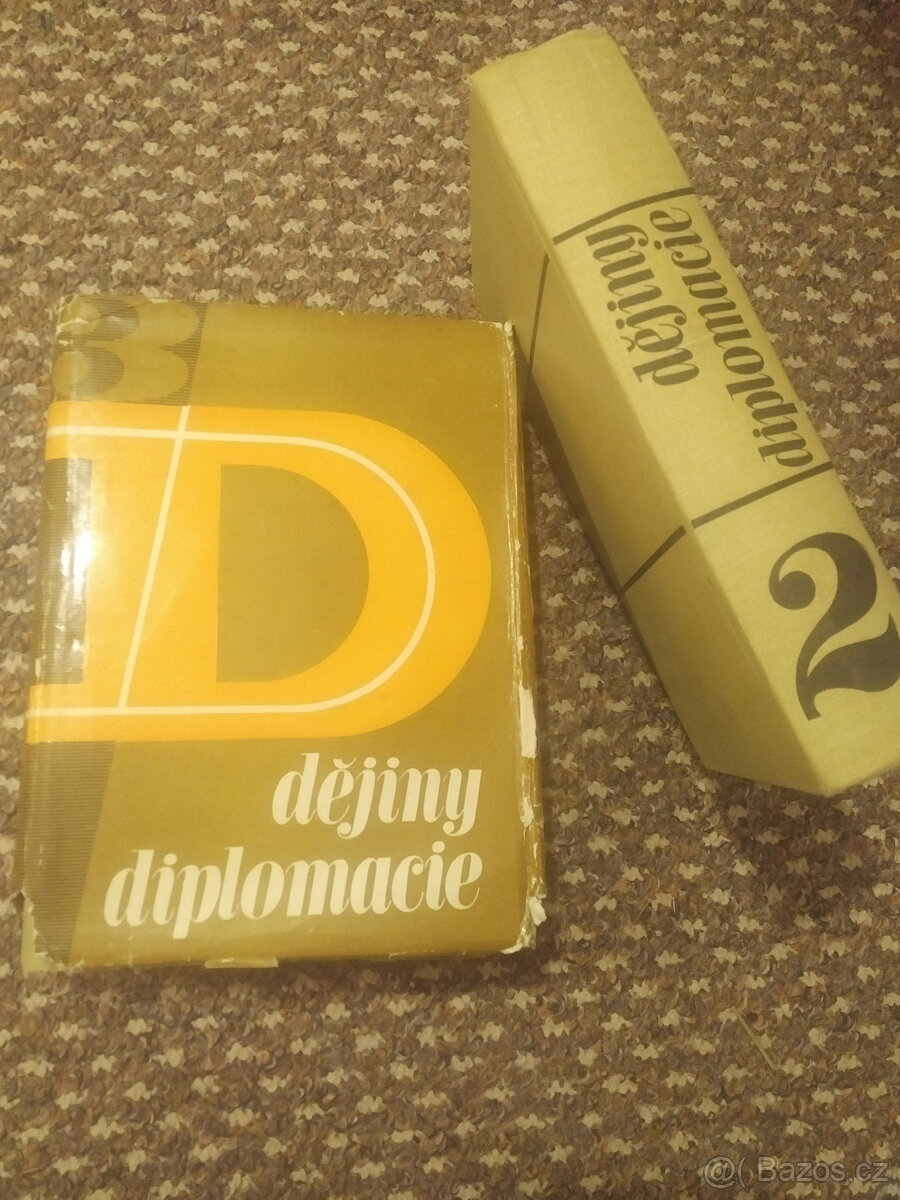 3
D
dějiny
diplomacie
dějiny
diplomacie
2
@( Bazos.cz